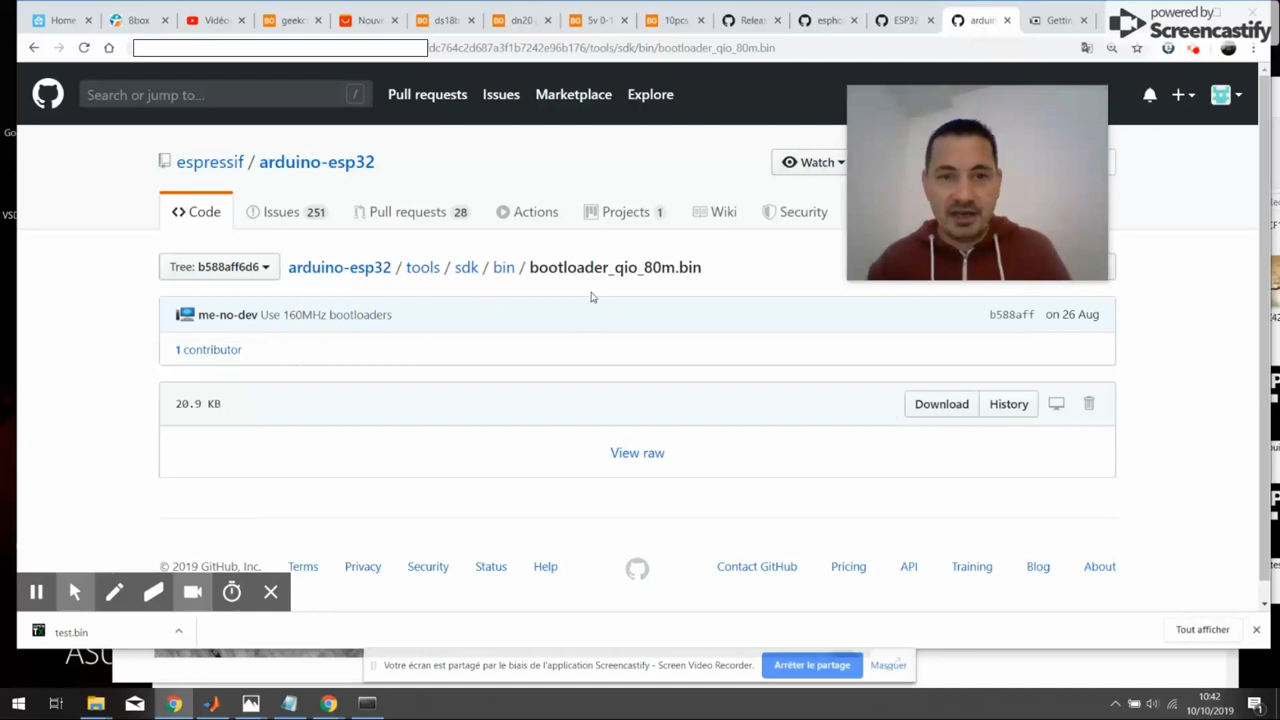 Home
Bbox
Vidéo
geekc
Nouve
ds18b
dn20
5v 0-1
10pcs
Releas
espho
ESP32
arduin
Gettin
powered by
Screencastify
dc764c2d687a3f1b7242e96b176/tools/sdk/bin/bootloader_qio_80m.bin
Search or jump to...
/
Pull requests
Issues
Marketplace
Explore
espressif / arduino-esp32
Watch
Code
Issues 251
Pull requests 28
Actions
Projects 1
Wiki
Security
Tree: b588aff6d6
arduino-esp32 / tools / sdk / bin / bootloader_qio_80m.bin
me-no-dev Use 160MHz bootloaders
b588aff on 26 Aug
1 contributor
20.9 KB
Download
History
View raw
© 2019 GitHub, Inc.
Terms
Privacy
Security
Status
Help
Contact GitHub
Pricing
API
Training
Blog
About
test.bin
Tout afficher
Votre écran est partagé par le biais de l'application Screencastify - Screen Video Recorder.
Arrêter le partage
Masquer
10:42
10/10/2019